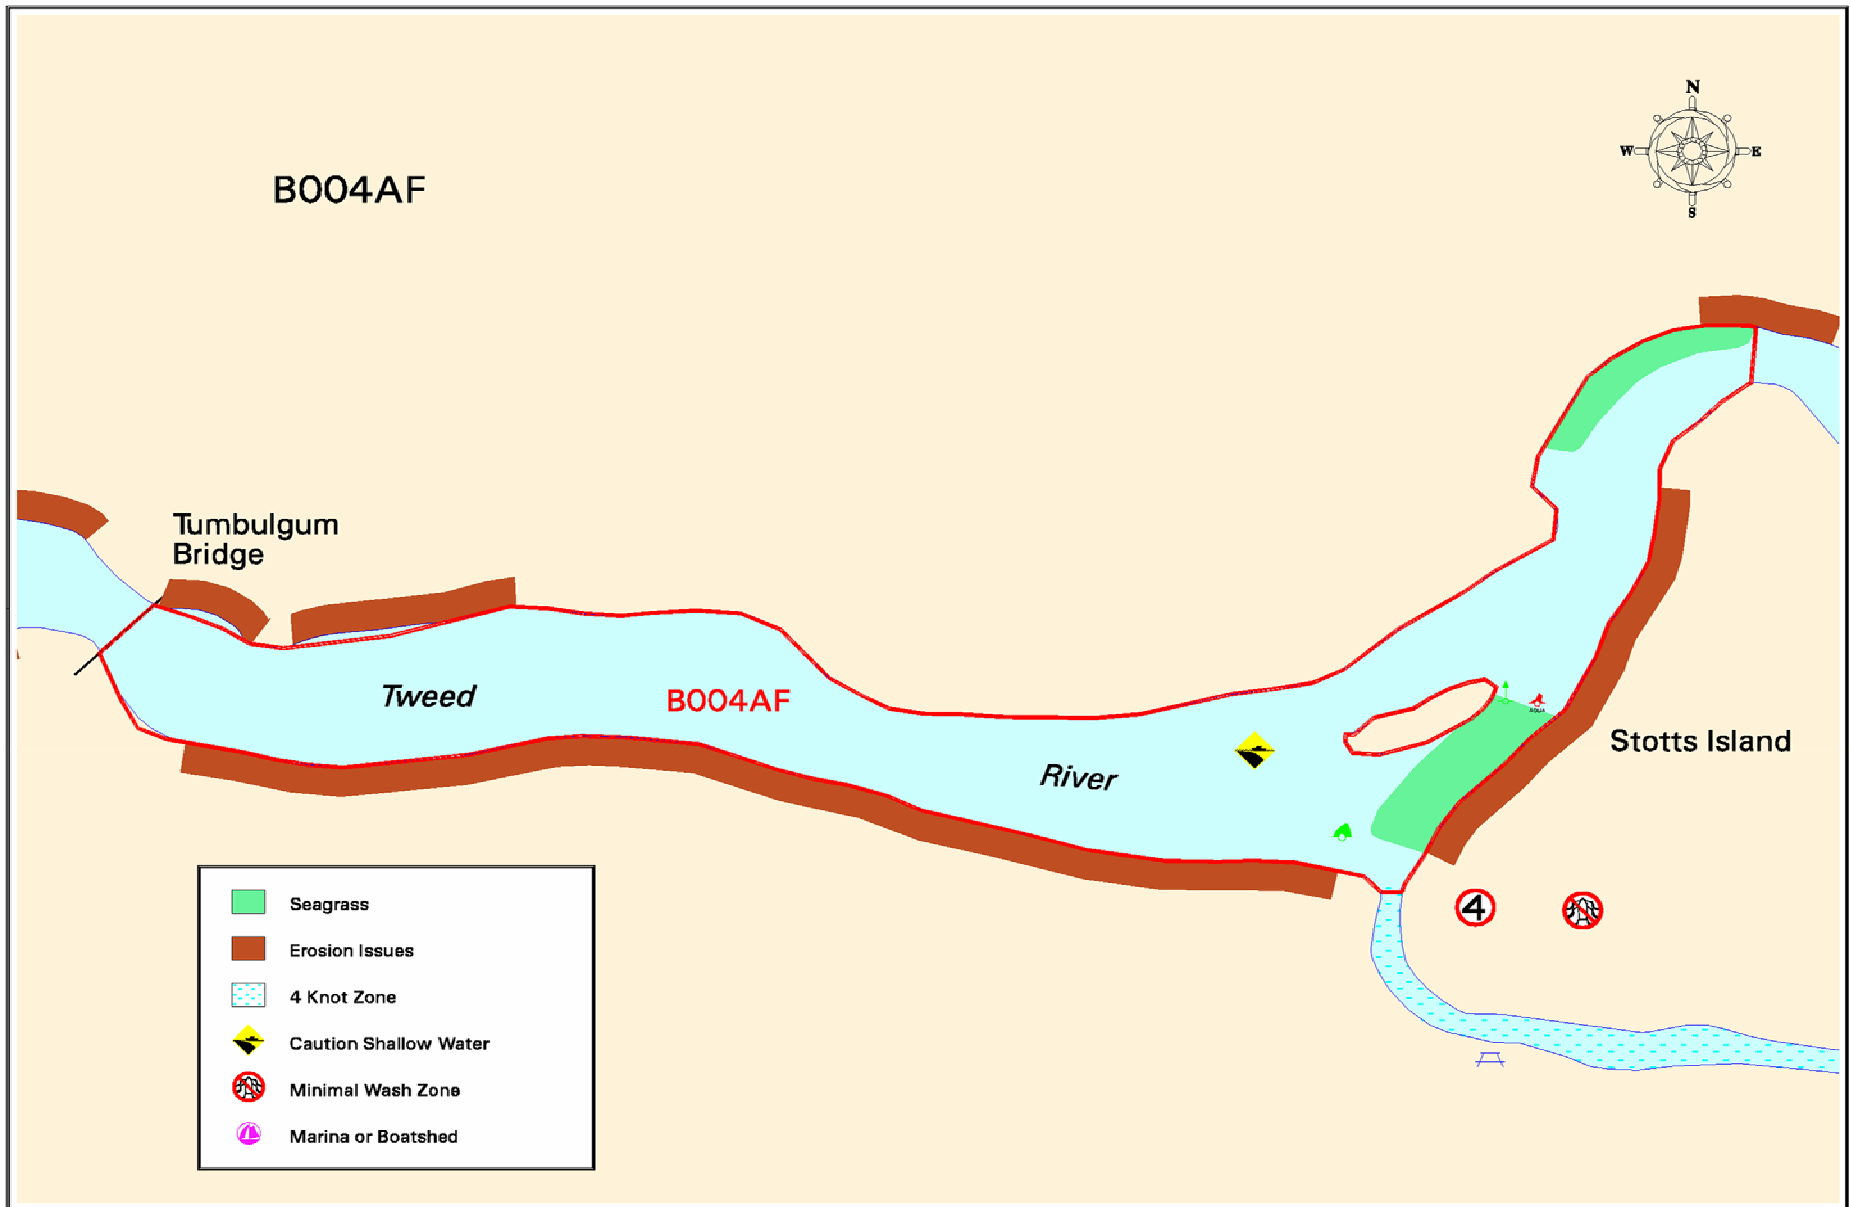 N
W E
S
B004AF
Tumbulgum
Bridge
Tweed
B004AF
River
AQUA
Stotts Island
4
Seagrass
Erosion Issues
4 Knot Zone
Caution Shallow Water
Minimal Wash Zone
Marina or Boatshed